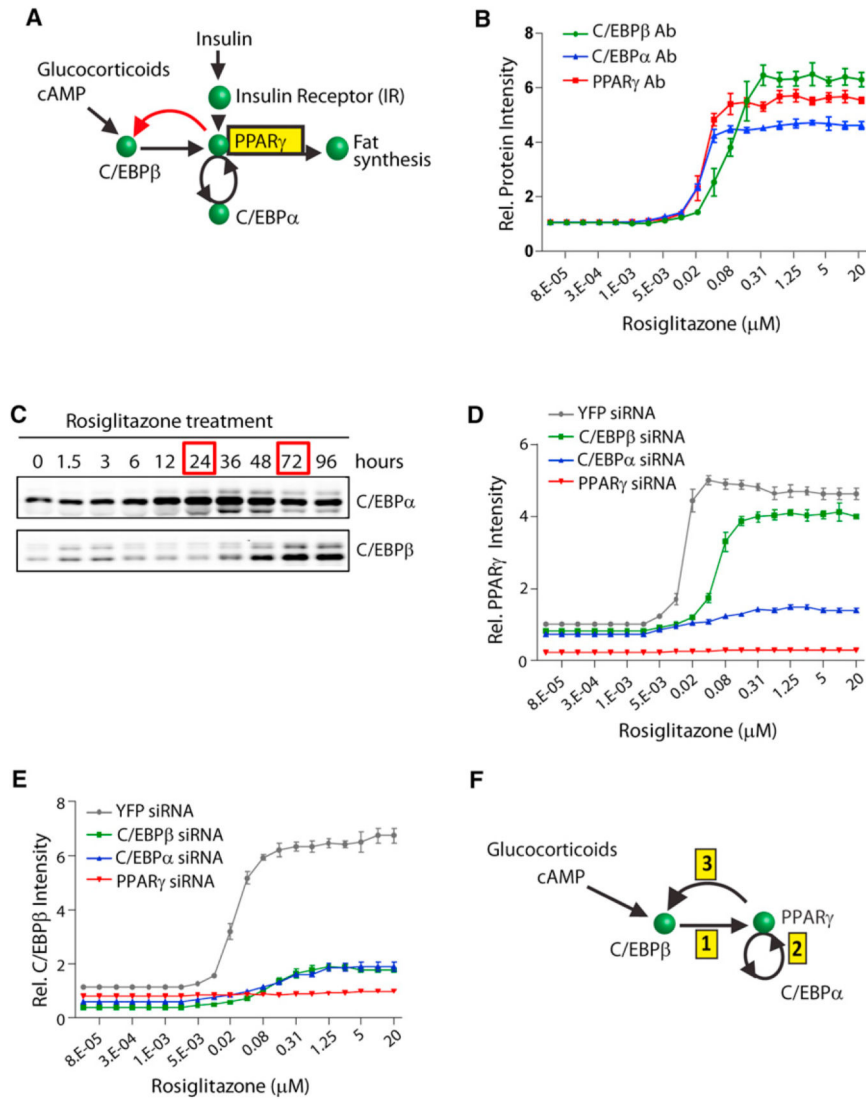 A
Insulin
Glucocorticoids
cAMP
Insulin Receptor (IR)
PPARγ
Fat
synthesis
C/EBPβ
C/EBPα
B
C/EBPβ Ab
C/EBPα Ab
PPARγ Ab
Rel. Protein Intensity
8
6
4
2
0
0
8.E-05
3.E-04
1.E-03
5.E-03
0.02
0.08
0.31
1.25
5
20
Rosiglitazone (μM)
C
Rosiglitazone treatment
0 1.5 3 6 12 24 36 48 72 96 hours
C/EBPα
C/EBPβ
D
YFP siRNA
C/EBPβ siRNA
C/EBPα siRNA
PPARγ siRNA
Rel. PPARγ Intensity
6
4
2
0
8.E-05
3.E-04
1.E-03
5.E-03
0.02
0.08
0.31
1.25
5
20
Rosiglitazone (μM)
E
YFP siRNA
C/EBPβ siRNA
C/EBPα siRNA
PPARγ siRNA
Rel. C/EBPβ Intensity
8
6
4
2
0
8.E-05
3.E-04
1.E-03
5.E-03
0.02
0.08
0.31
1.25
5
20
Rosiglitazone (μM)
F
Glucocorticoids
cAMP
3
PPARγ
C/EBPβ
1
2
C/EBPα